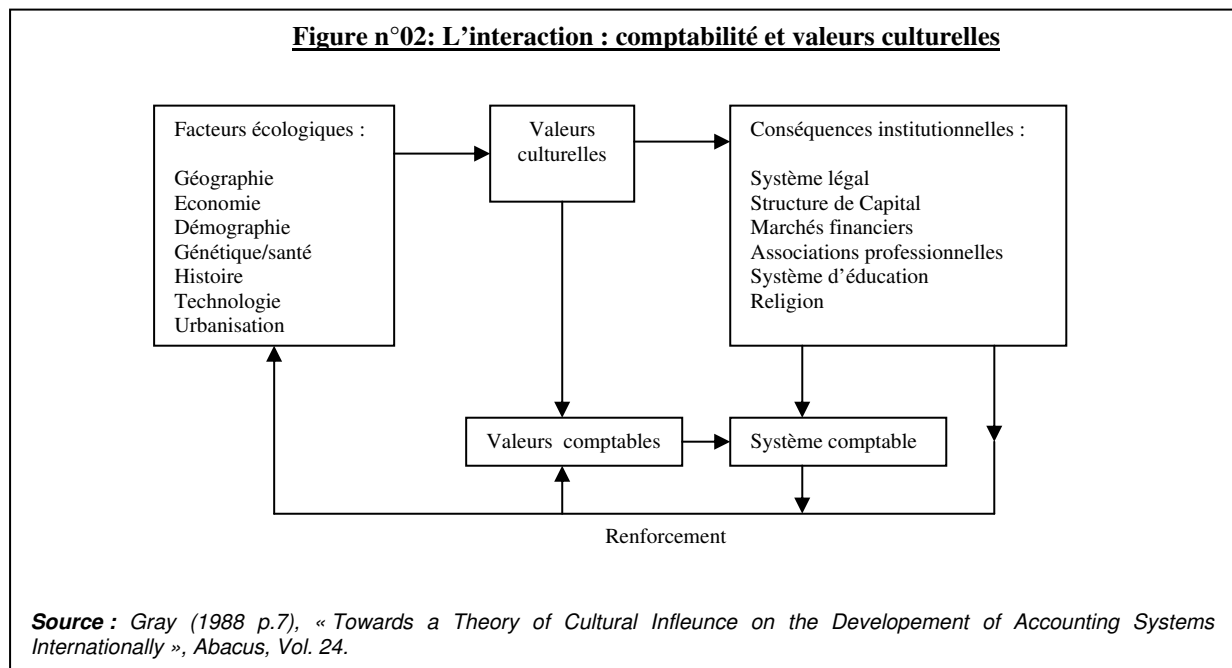 Figure n°02: L’interaction : comptabilité et valeurs culturelles
Facteurs écologiques :
Géographie
Economie
Démographie
Génétique/santé
Histoire
Technologie
Urbanisation
Valeurs
culturelles
Conséquences institutionnelles :
Système légal
Structure de Capital
Marchés financiers
Associations professionnelles
Système d’éducation
Religion
Valeurs comptables
Système comptable
Renforcement
Source : Gray (1988 p.7), « Towards a Theory of Cultural Infleunce on the Developement of Accounting Systems
Internationally », Abacus, Vol. 24.